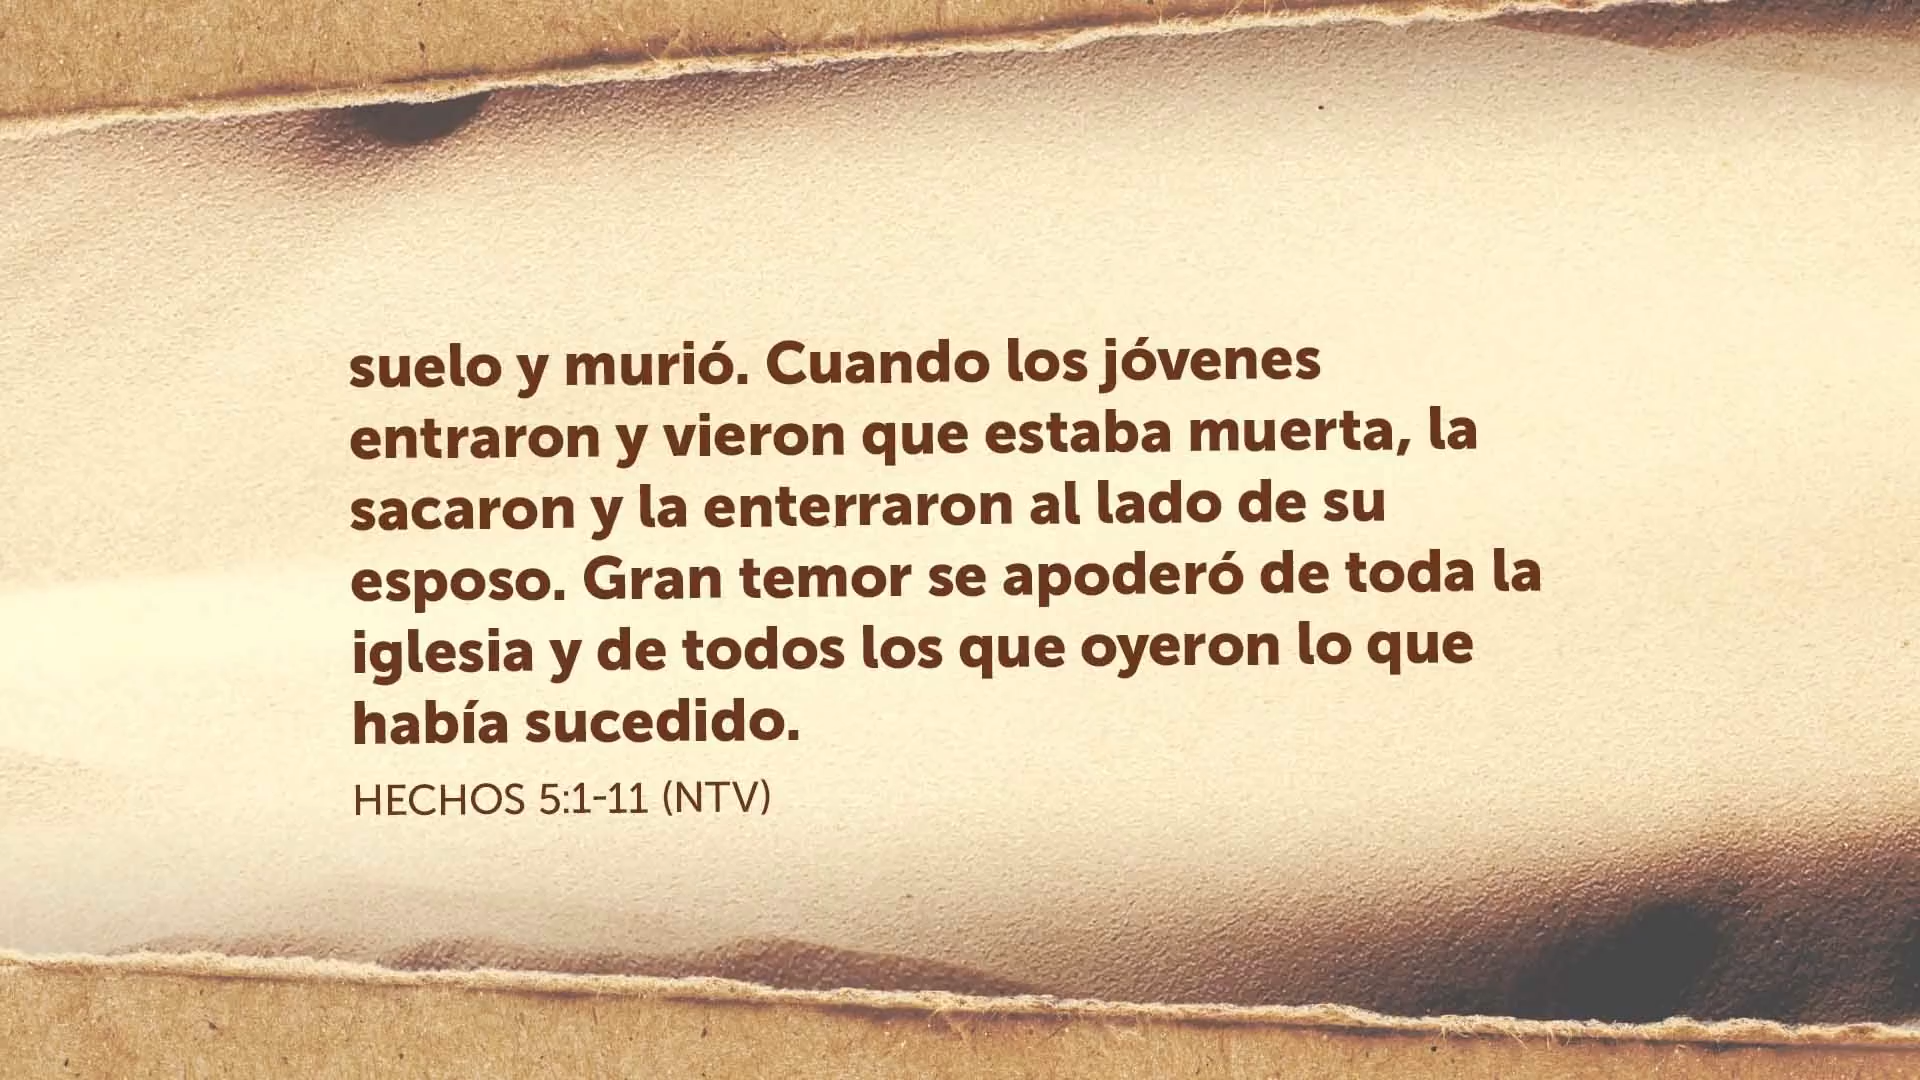 suelo y murió. Cuando los jóvenes
entraron y vieron que estaba muerta, la
sacaron y la enterraron al lado de su
esposo. Gran temor se apoderó de toda la
iglesia y de todos los que oyeron lo que
había sucedido.
HECHOS 5:1-11 (NTV)